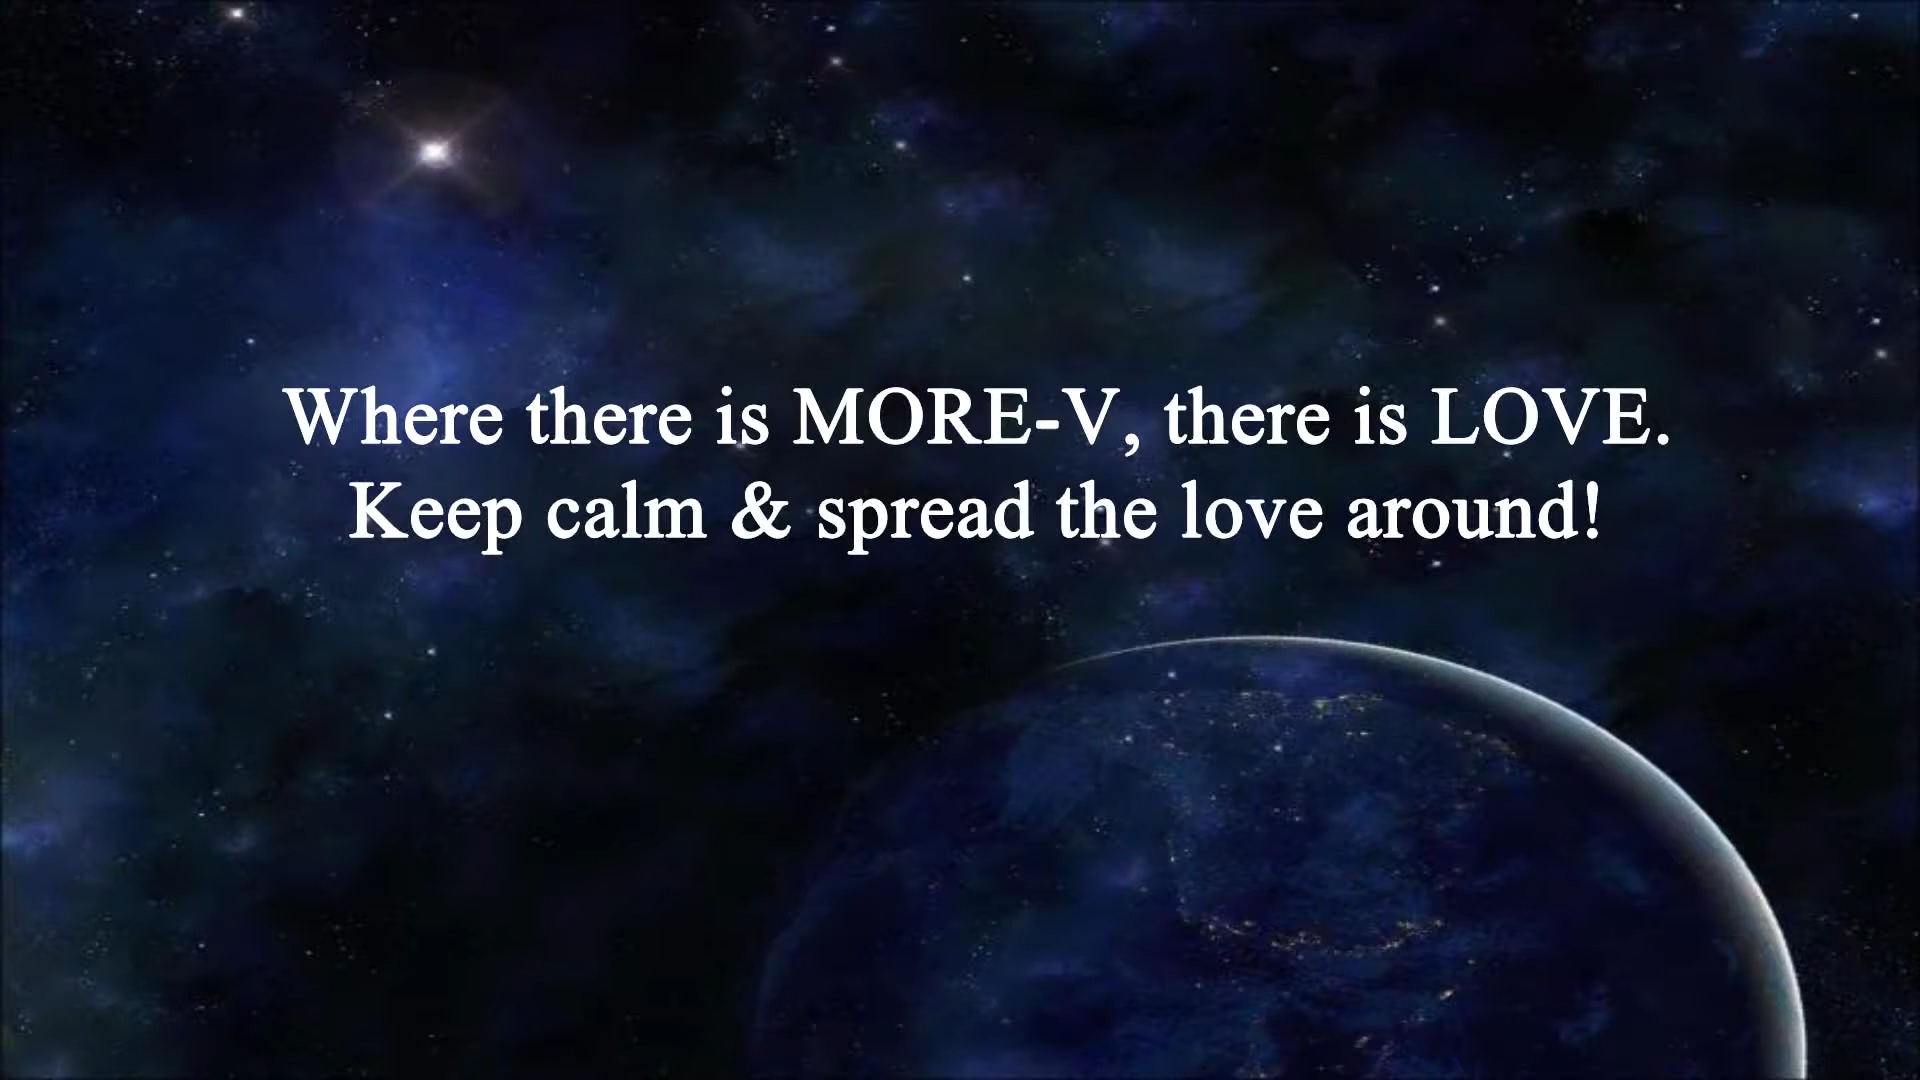 Where there is MORE-V, there is LOVE.
Keep calm & spread the love around!